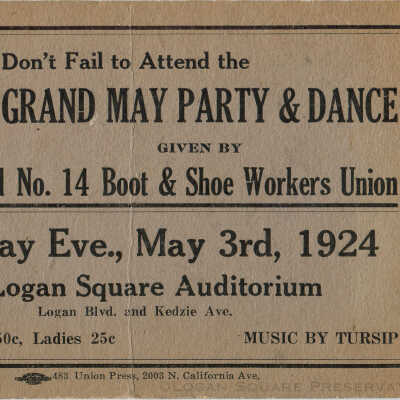 Don't Fail to Attend the
GRAND MAY PARTY & DANCE
GIVEN BY
l No. 14 Boot & Shoe Workers Union
ay Eve., May 3rd, 1924
Logan Square Auditorium
Logan Blvd. and Kedzie Ave.
50c, Ladies 25c MUSIC BY TURSIP
483 Union Press, 2003 N. California Ave.
©Logan Square Preservat